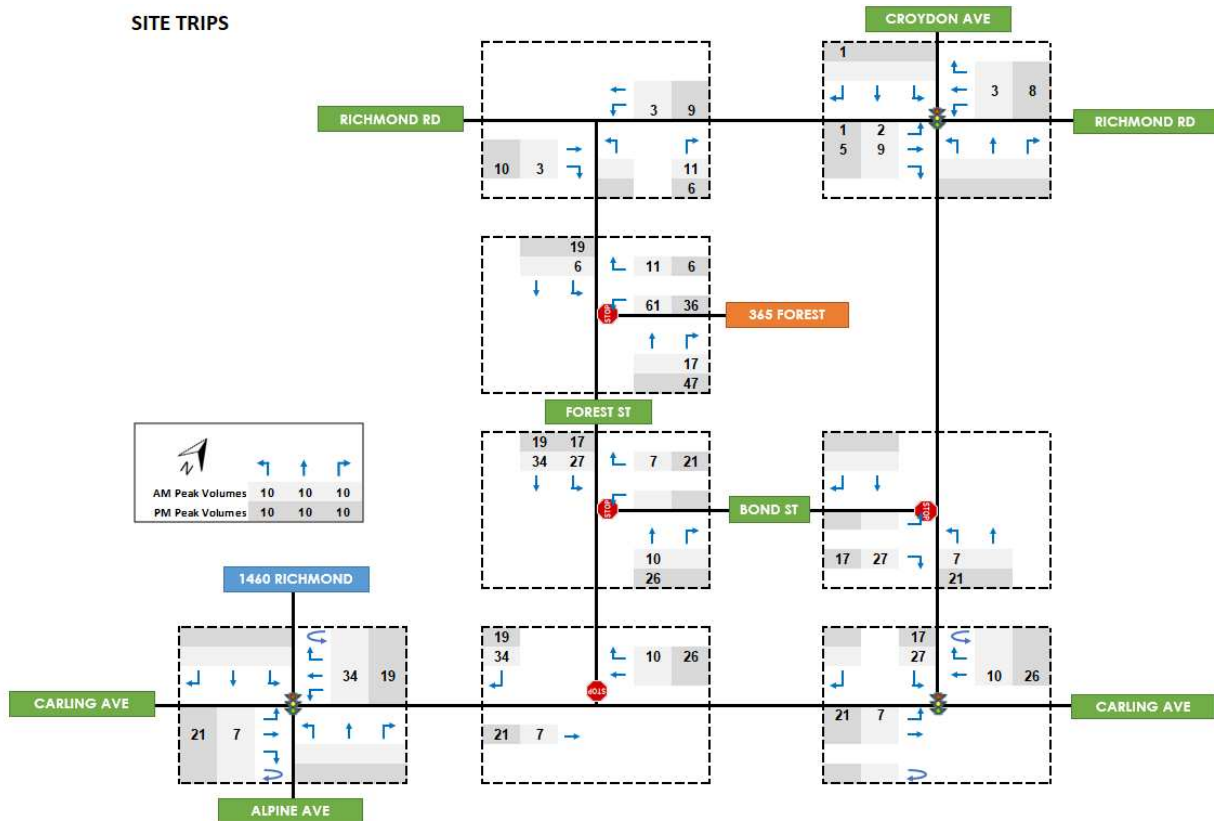 SITE TRIPS
CROYDON AVE
1
3 9
3 8
RICHMOND RD
RICHMOND RD
1 2
5 9
10 3
11
6
19
6
11 6
61 36
STOP
365 FOREST
17
47
FOREST ST
19 17
34 27
7 21
N
AM Peak Volumes 10 10 10
PM Peak Volumes 10 10 10
STOP
BOND ST
STOP
10
26
17 27
7
21
1460 RICHMOND
19
34
10 26
17
27
10 26
34 19
STOP
CARLING AVE
CARLING AVE
21 7
21 7
21 7
ALPINE AVE